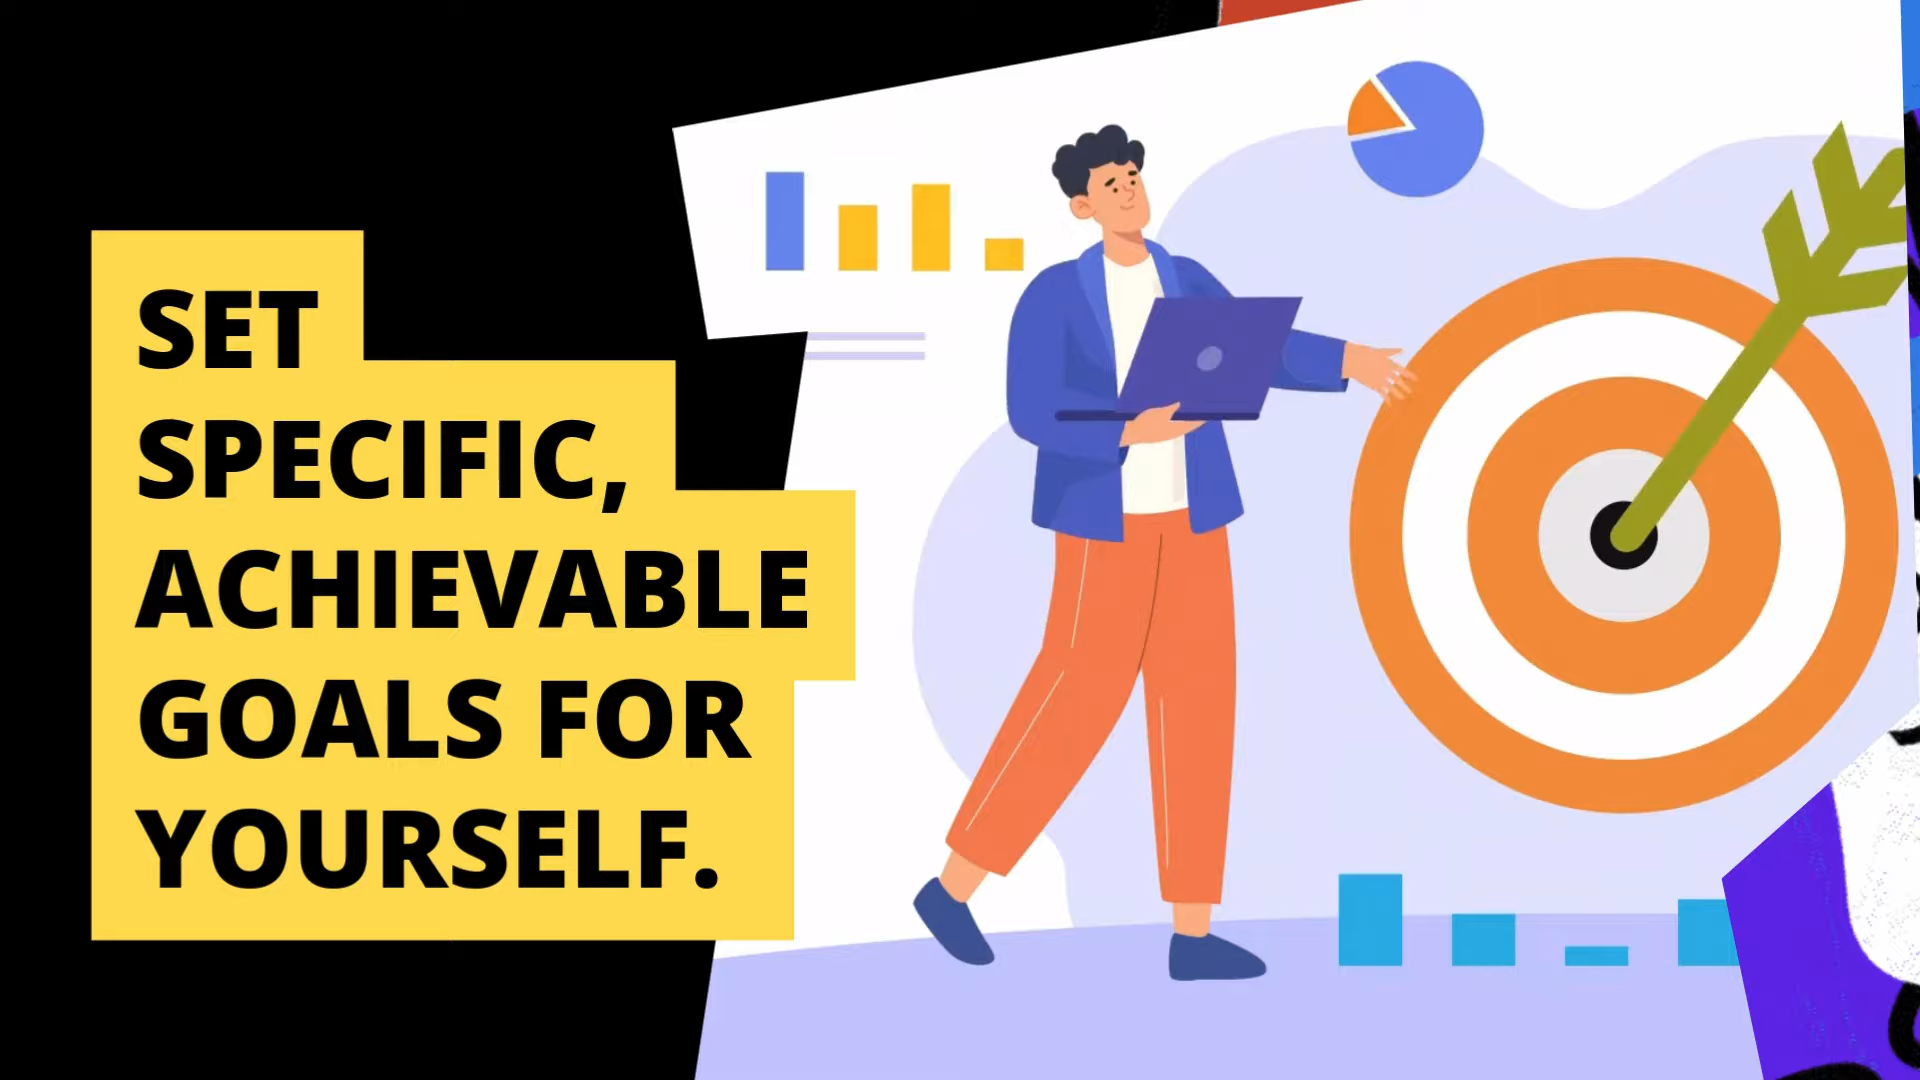 SET
SPECIFIC,
ACHIEVABLE
GOALS FOR
YOURSELF.